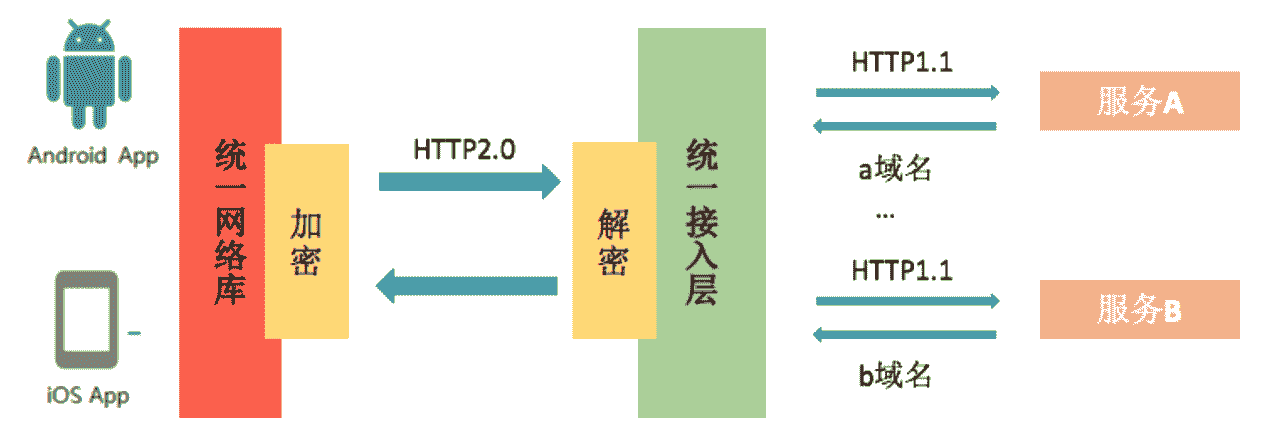 Android App
iOS App
统一网络库
加密
HTTP2.0
解密
统一接入层
HTTP1.1
服务A
a域名
...
HTTP1.1
服务B
b域名